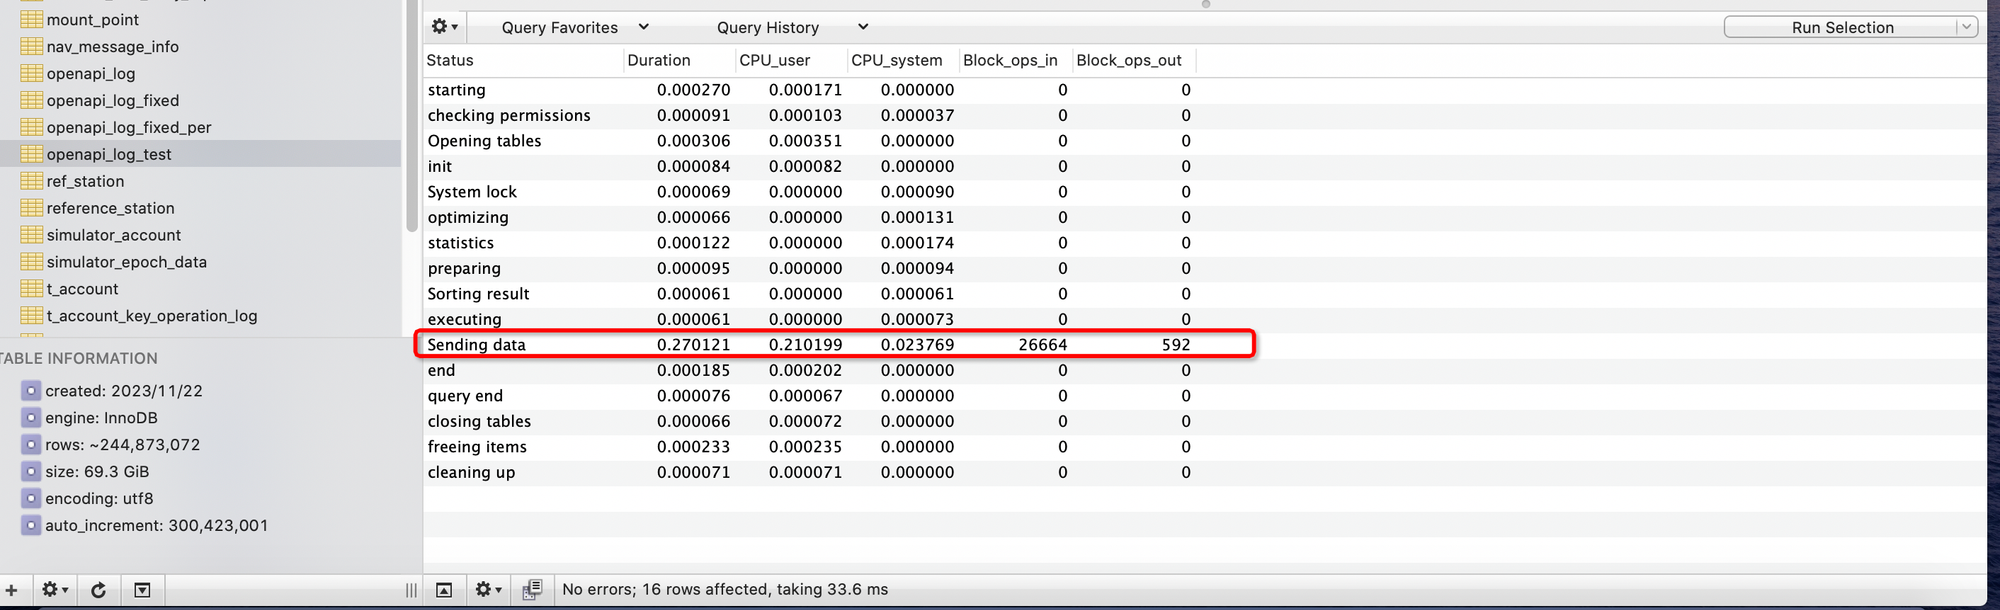 mount_point
nav_message_info
openapi_log
openapi_log_fixed
openapi_log_fixed_per
openapi_log_test
ref_station
reference_station
simulator_account
simulator_epoch_data
t_account
t_account_key_operation_log
TABLE INFORMATION
created: 2023/11/22
engine: InnoDB
rows: ~244,873,072
size: 69.3 GiB
encoding: utf8
auto_increment: 300,423,001
Query Favorites Query History Run Selection
Status Duration CPU_user CPU_system Block_ops_in Block_ops_out
starting 0.000270 0.000171 0.000000 0 0
checking permissions 0.000091 0.000103 0.000037 0 0
Opening tables 0.000306 0.000351 0.000000 0 0
init 0.000084 0.000082 0.000000 0 0
System lock 0.000069 0.000000 0.000090 0 0
optimizing 0.000066 0.000000 0.000131 0 0
statistics 0.000122 0.000000 0.000174 0 0
preparing 0.000095 0.000000 0.000094 0 0
Sorting result 0.000061 0.000000 0.000061 0 0
executing 0.000061 0.000000 0.000073 0 0
Sending data 0.270121 0.210199 0.023769 26664 592
end 0.000185 0.000202 0.000000 0 0
query end 0.000076 0.000067 0.000000 0 0
closing tables 0.000066 0.000072 0.000000 0 0
freeing items 0.000233 0.000235 0.000000 0 0
cleaning up 0.000071 0.000071 0.000000 0 0
No errors; 16 rows affected, taking 33.6 ms